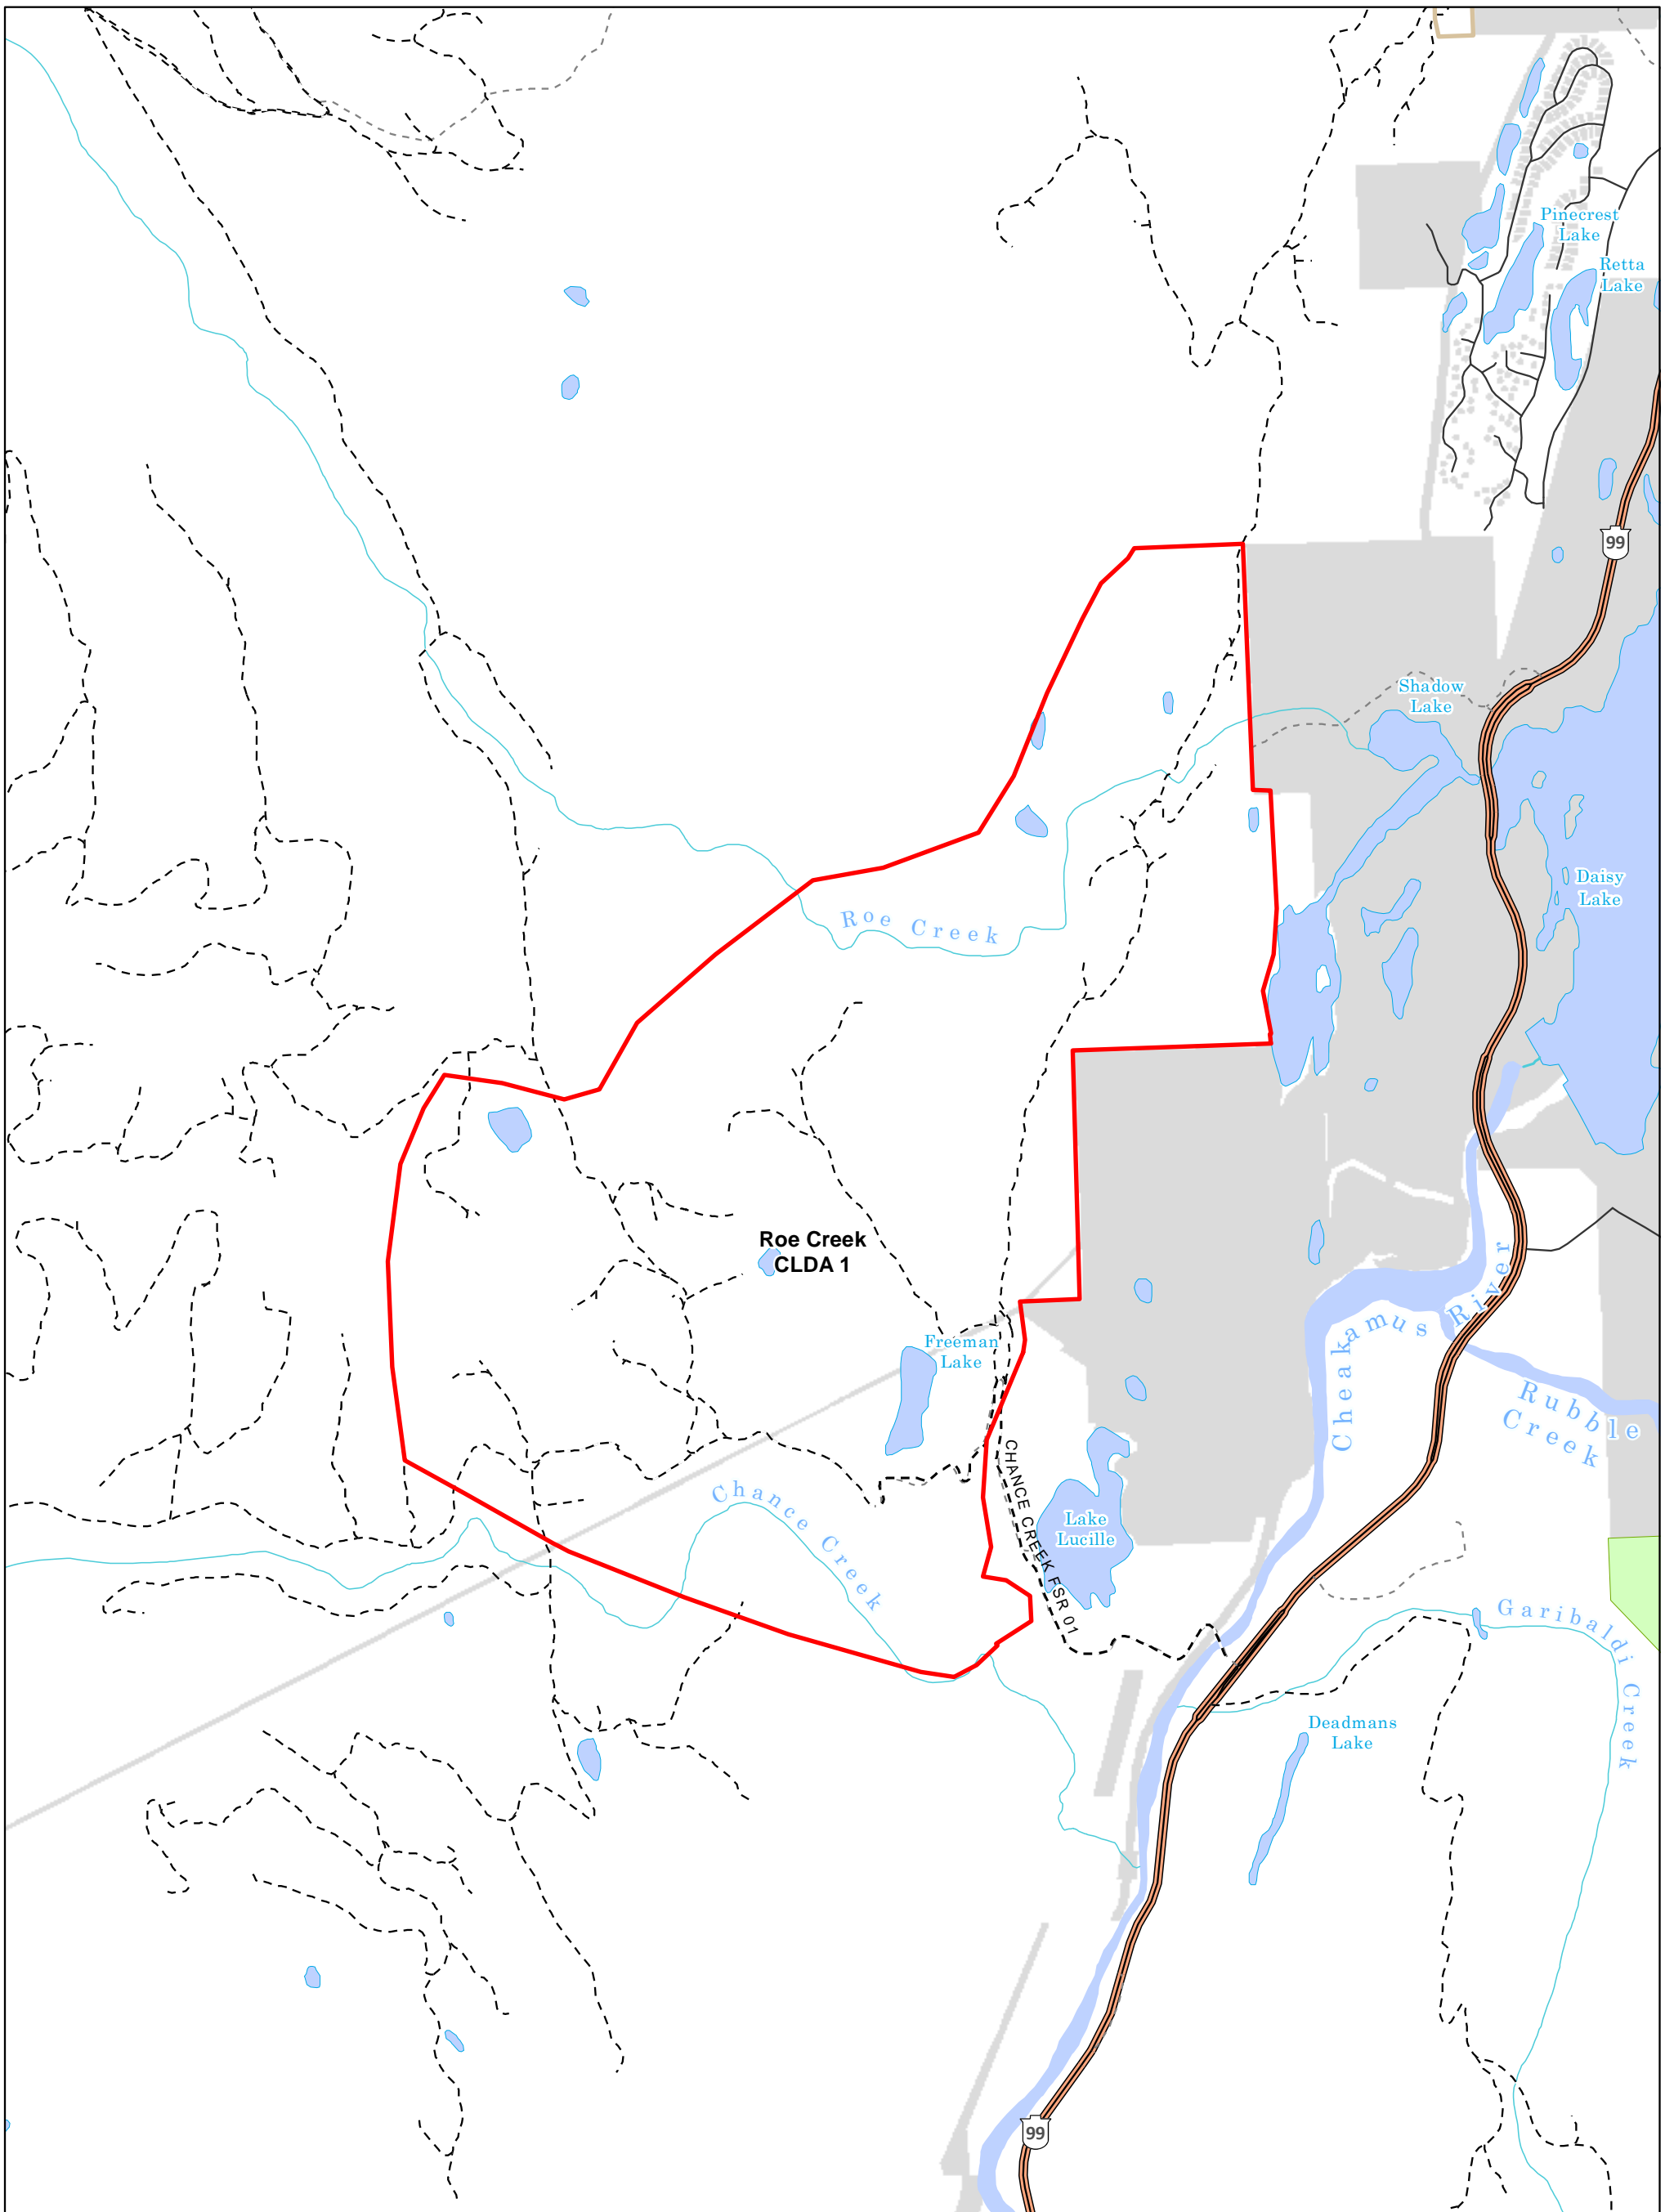 Pinecrest
Lake
Retta
Lake
99
Shadow
Lake
Daisy
Lake
Roe Creek
Roe Creek
CLDA 1
Freeman
Lake
Cheakamus River
Rubble
Creek
Chance Creek
CHANCE CREEK FSR 01
Lake
Lucille
Garibaldi Creek
Deadmans
Lake
99